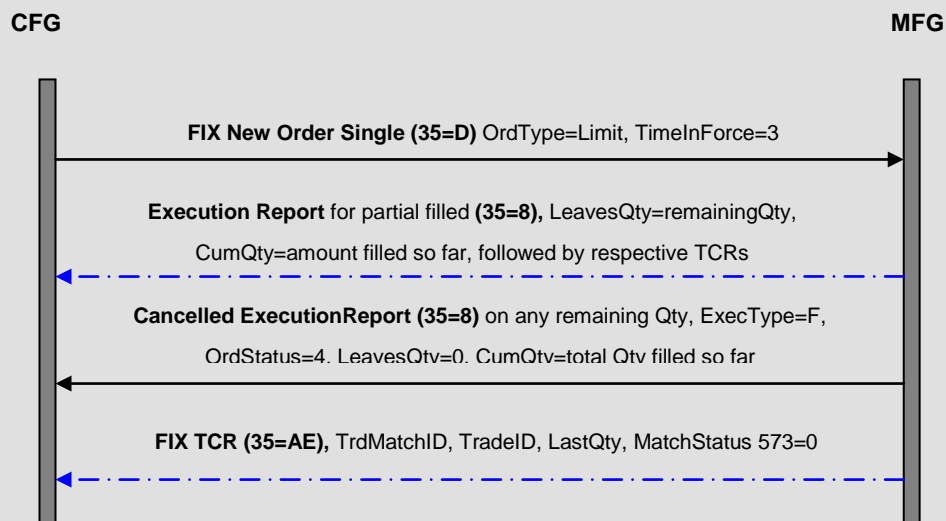 CFG
MFG
FIX New Order Single (35=D) OrdType=Limit, TimeInForce=3
Execution Report for partial filled (35=8), LeavesQty=remainingQty,
CumQty=amount filled so far, followed by respective TCRs
Cancelled ExecutionReport (35=8) on any remaining Qty, ExecType=F,
OrdStatus=4, LeavesQty=0, CumQty=total Qty filled so far
FIX TCR (35=AE), TrdMatchID, TradeID, LastQty, MatchStatus 573=0